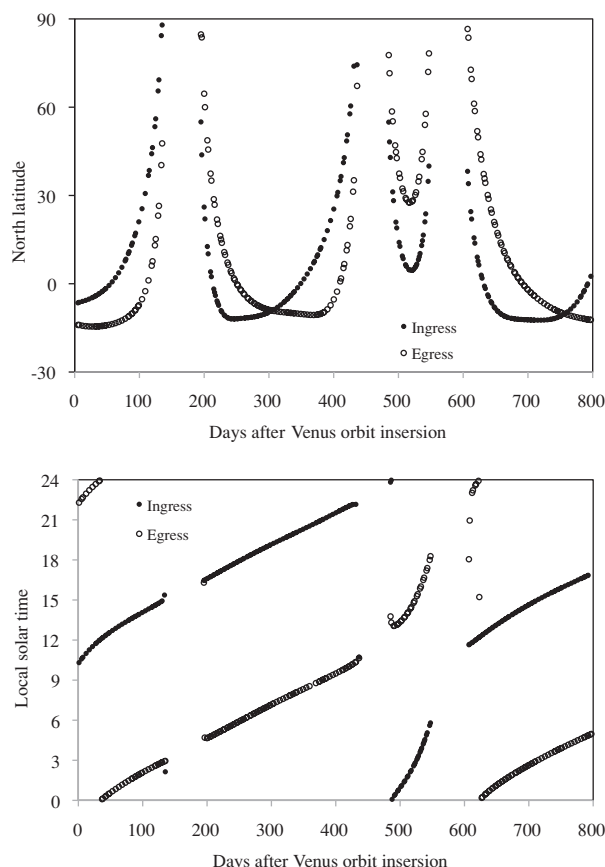 90
60
30
0
-30
North latitude
Ingress
Egress
0 100 200 300 400 500 600 700 800
Days after Venus orbit insersion
24
21
18
15
12
9
6
3
0
Local solar time
Ingress
Egress
0 100 200 300 400 500 600 700 800
Days after Venus orbit insersion